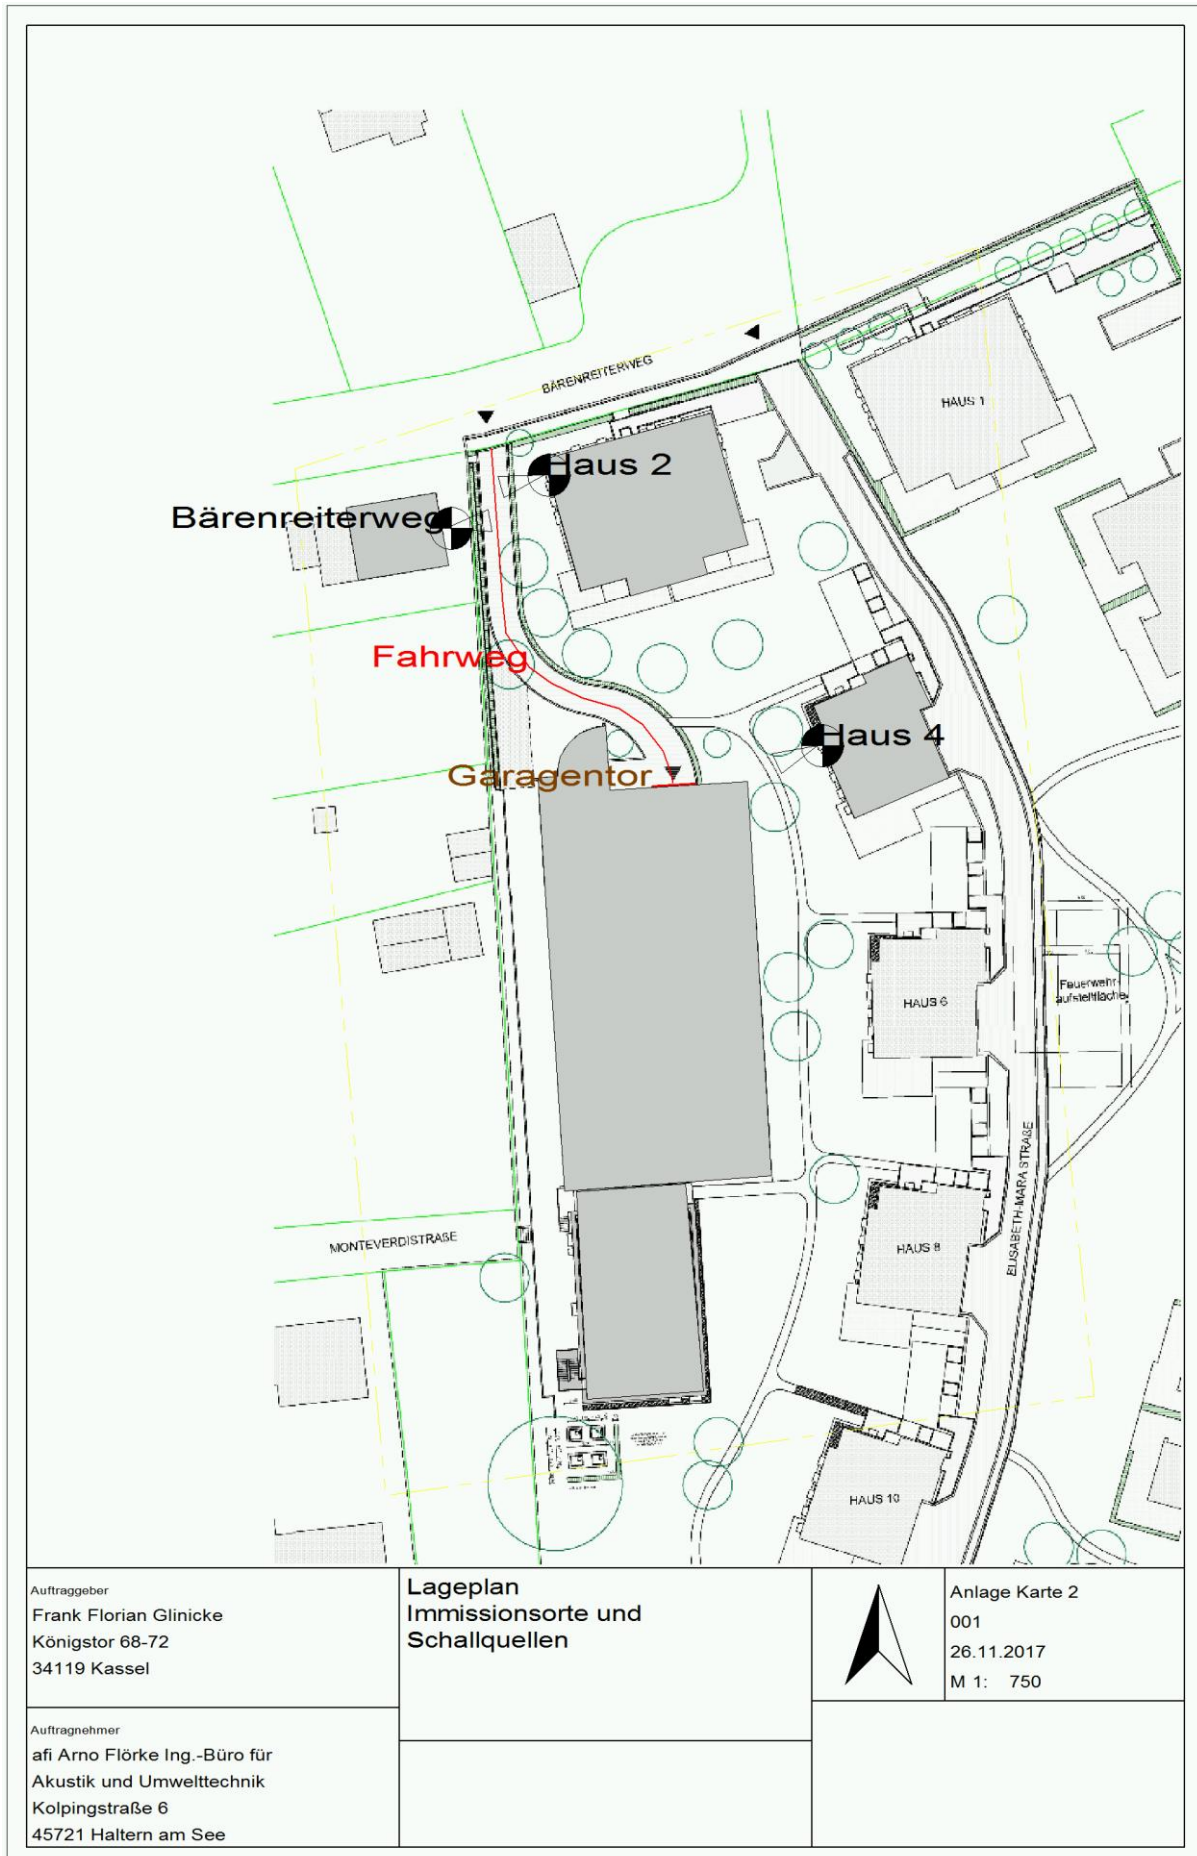 BÄRENREITERWEG
HAUS 1
Haus 2
Bärenreiterweg
Fahrweg
Haus 4
Garagentor
HAUS 6
Feuerwehr-
aufstellfläche
MONTEVERDISTRAßE
HAUS 8
ELISABETH-MARA STRAßE
HAUS 10
Auftraggeber
Frank Florian Glinicke
Königstor 68-72
34119 Kassel
Lageplan
Immissionsorte und
Schallquellen
Anlage Karte 2
001
26.11.2017
M 1: 750
Auftragnehmer
afi Arno Flörke Ing.-Büro für
Akustik und Umwelttechnik
Kolpingstraße 6
45721 Haltern am See